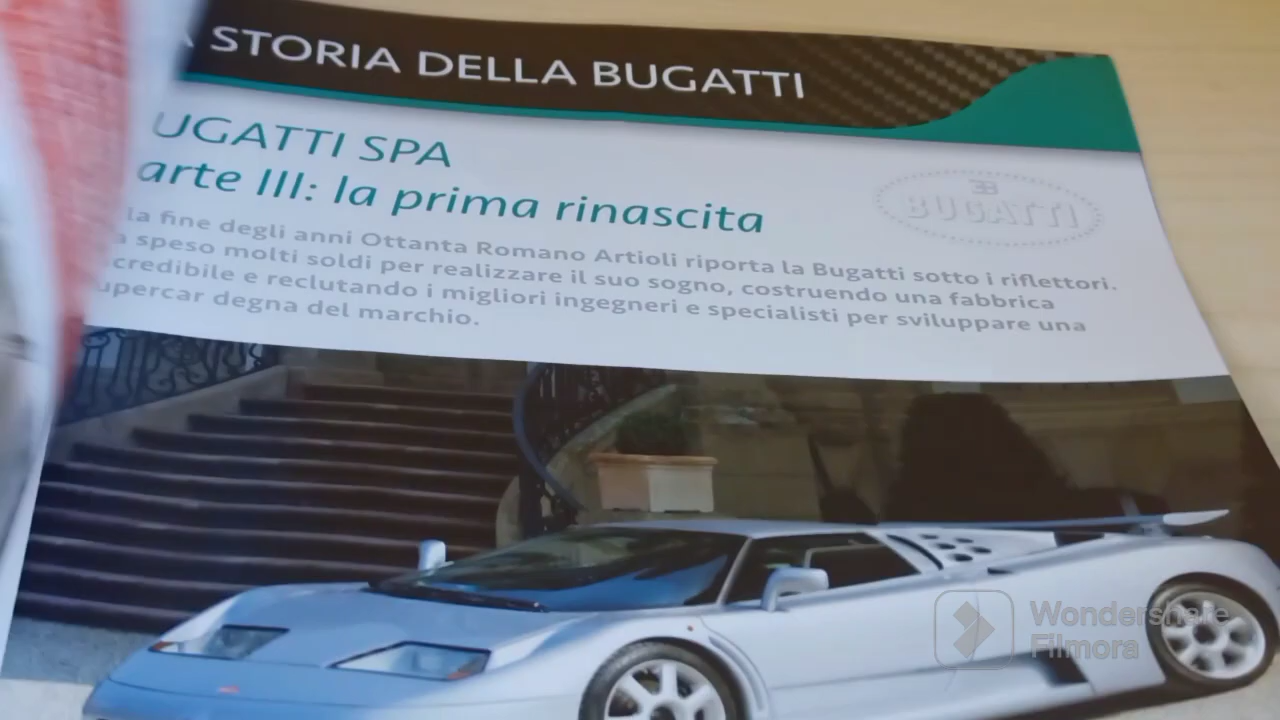 A STORIA DELLA BUGATTI
UGATTI SPA
arte III: la prima rinascita
la fine degli anni Ottanta Romano Artioli riporta la Bugatti sotto i riflettori.
a speso molti soldi per realizzare il suo sogno, costruendo una fabbrica
credibile e reclutando i migliori ingegneri e specialisti per sviluppare una
upercar degna del marchio.
EB
BUGATTI
Wondershare
Filmora